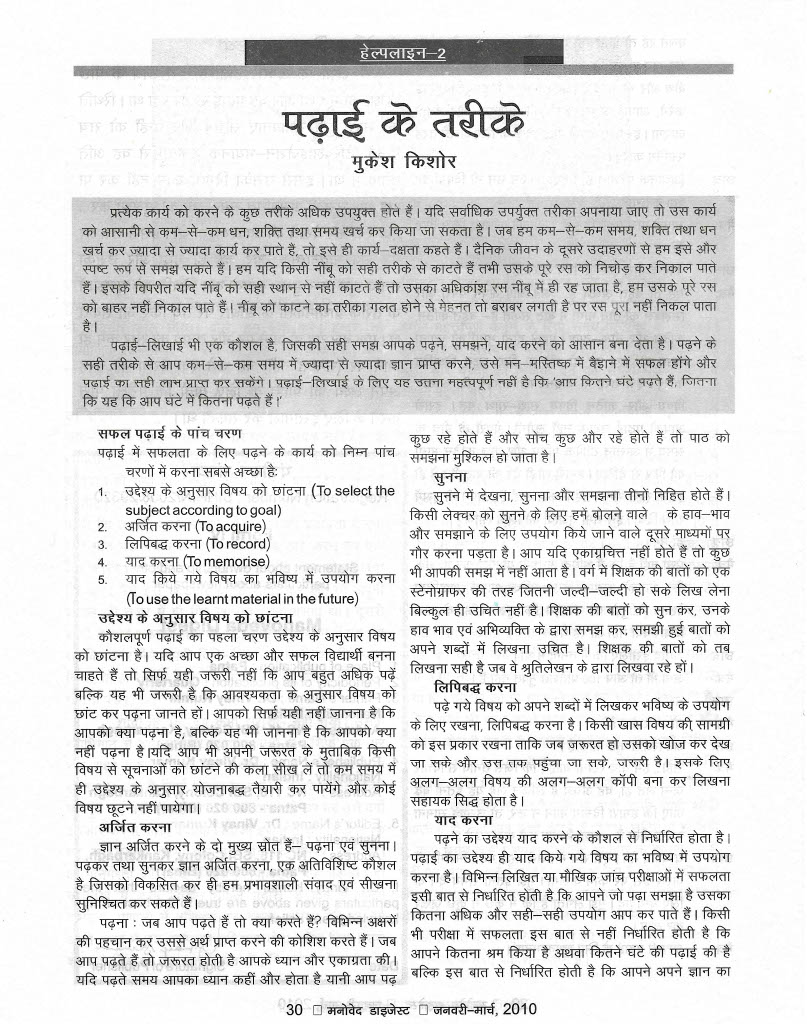 हेल्पलाइन–2
पढ़ाई के तरीके
मुकेश किशोर
प्रत्येक कार्य को करने के कुछ तरीके अधिक उपयुक्त होते हैं। यदि सर्वाधिक उपर्युक्त तरीका अपनाया जाए तो उस कार्य
को आसानी से कम–से–कम धन, शक्ति तथा समय खर्च कर किया जा सकता है। जब हम कम–से–कम समय, शक्ति तथा धन
खर्च कर ज्यादा से ज्यादा कार्य कर पाते हैं, तो इसे ही कार्य–दक्षता कहते हैं। दैनिक जीवन के दूसरे उदाहरणों से हम इसे और
स्पष्ट रूप से समझ सकते हैं। हम यदि किसी नींबू को सही तरीके से काटते हैं तभी उसके पूरे रस को निचोड़ कर निकाल पाते
हैं। इसके विपरीत यदि नींबू को सही स्थान से नहीं काटते हैं तो उसका अधिकांश रस नींबू में ही रह जाता है, हम उसके पूरे रस
को बाहर नहीं निकाल पाते हैं। नीबू को काटने का तरीका गलत होने से मेहनत तो बराबर लगती है पर रस पूरा नहीं निकल पाता
है।
पढ़ाई–लिखाई भी एक कौशल है, जिसकी सही समझ आपके पढ़ने, समझने, याद करने को आसान बना देता है। पढ़ने के
सही तरीके से आप कम–से–कम समय में ज्यादा से ज्यादा ज्ञान प्राप्त करने, उसे मन–मस्तिष्क में बैठाने में सफल होंगे और
पढ़ाई का सही लाभ प्राप्त कर सकेंगे। पढ़ाई–लिखाई के लिए यह उतना महत्वपूर्ण नहीं है कि 'आप कितने घंटे पढ़ते हैं, जितना
कि यह कि आप घंटे में कितना पढ़ते हैं।'
सफल पढ़ाई के पांच चरण
पढ़ाई में सफलता के लिए पढ़ने के कार्य को निम्न पांच
चरणों में करना सबसे अच्छा है:
1. उद्देश्य के अनुसार विषय को छांटना (To select the
subject according to goal)
2. अर्जित करना (To acquire)
3. लिपिबद्ध करना (To record)
4. याद करना (To memorise)
5. याद किये गये विषय का भविष्य में उपयोग करना
(To use the learnt material in the future)
उद्देश्य के अनुसार विषय को छांटना
कौशलपूर्ण पढ़ाई का पहला चरण उद्देश्य के अनुसार विषय
को छांटना है। यदि आप एक अच्छा और सफल विद्यार्थी बनना
चाहते हैं तो सिर्फ यही जरूरी नहीं कि आप बहुत अधिक पढ़ें
बल्कि यह भी जरूरी है कि आवश्यकता के अनुसार विषय को
छांट कर पढ़ना जानते हों। आपको सिर्फ यही नहीं जानना है कि
आपको क्या पढ़ना है, बल्कि यह भी जानना है कि आपको क्या
नहीं पढ़ना है।यदि आप भी अपनी जरूरत के मुताबिक किसी
विषय से सूचनाओं को छांटने की कला सीख लें तो कम समय में
ही उद्देश्य के अनुसार योजनाबद्ध तैयारी कर पायेंगे और कोई
विषय छूटने नहीं पायेगा।
अर्जित करना
ज्ञान अर्जित करने के दो मुख्य स्रोत हैं– पढ़ना एवं सुनना।
पढ़कर तथा सुनकर ज्ञान अर्जित करना, एक अतिविशिष्ट कौशल
है जिसको विकसित कर ही हम प्रभावशाली संवाद एवं सीखना
सुनिश्चित कर सकते हैं।
पढ़ना : जब आप पढ़ते हैं तो क्या करते हैं? विभिन्न अक्षरों
की पहचान कर उससे अर्थ प्राप्त करने की कोशिश करते हैं। जब
आप पढ़ते हैं तो जरूरत होती है आपके ध्यान और एकाग्रता की।
यदि पढ़ते समय आपका ध्यान कहीं और होता है यानी आप पढ़
कुछ रहे होते हैं और सोच कुछ और रहे होते हैं तो पाठ को
समझना मुश्किल हो जाता है।
सुनना
सुनने में देखना, सुनना और समझना तीनों निहित होते हैं।
किसी लेक्चर को सुनने के लिए हमें बोलने वाले के हाव–भाव
और समझाने के लिए उपयोग किये जाने वाले दूसरे माध्यमों पर
गौर करना पड़ता है। आप यदि एकाग्रचित्त नहीं होते हैं तो कुछ
भी आपकी समझ में नहीं आता है। वर्ग में शिक्षक की बातों को एक
स्टेनोग्राफर की तरह जितनी जल्दी–जल्दी हो सके लिख लेना
बिल्कुल ही उचित नहीं है। शिक्षक की बातों को सुन कर, उनके
हाव भाव एवं अभिव्यक्ति के द्वारा समझ कर, समझी हुई बातों को
अपने शब्दों में लिखना उचित है। शिक्षक की बातों को तब
लिखना सही है जब वे श्रुतिलेखन के द्वारा लिखवा रहे हों।
लिपिबद्ध करना
पढ़े गये विषय को अपने शब्दों में लिखकर भविष्य के उपयोग
के लिए रखना, लिपिबद्ध करना है। किसी खास विषय की सामग्री
को इस प्रकार रखना ताकि जब जरूरत हो उसको खोज कर देख
जा सके और उस तक पहुंचा जा सके, जरूरी है। इसके लिए
अलग–अलग विषय की अलग–अलग कॉपी बना कर लिखना
सहायक सिद्ध होता है।
याद करना
पढ़ने का उद्देश्य याद करने के कौशल से निर्धारित होता है।
पढ़ाई का उद्देश्य ही याद किये गये विषय का भविष्य में उपयोग
करना है। विभिन्न लिखित या मौखिक जांच परीक्षाओं में सफलता
इसी बात से निर्धारित होती है कि आपने जो पढ़ा समझा है उसका
कितना अधिक और सही–सही उपयोग आप कर पाते हैं। किसी
भी परीक्षा में सफलता इस बात से नहीं निर्धारित होती है कि
आपने कितना श्रम किया है अथवा कितने घंटे की पढ़ाई की है
बल्कि इस बात से निर्धारित होती है कि आपने अपने ज्ञान का
30 □ मनोवेद डाइजेस्ट □ जनवरी–मार्च, 2010